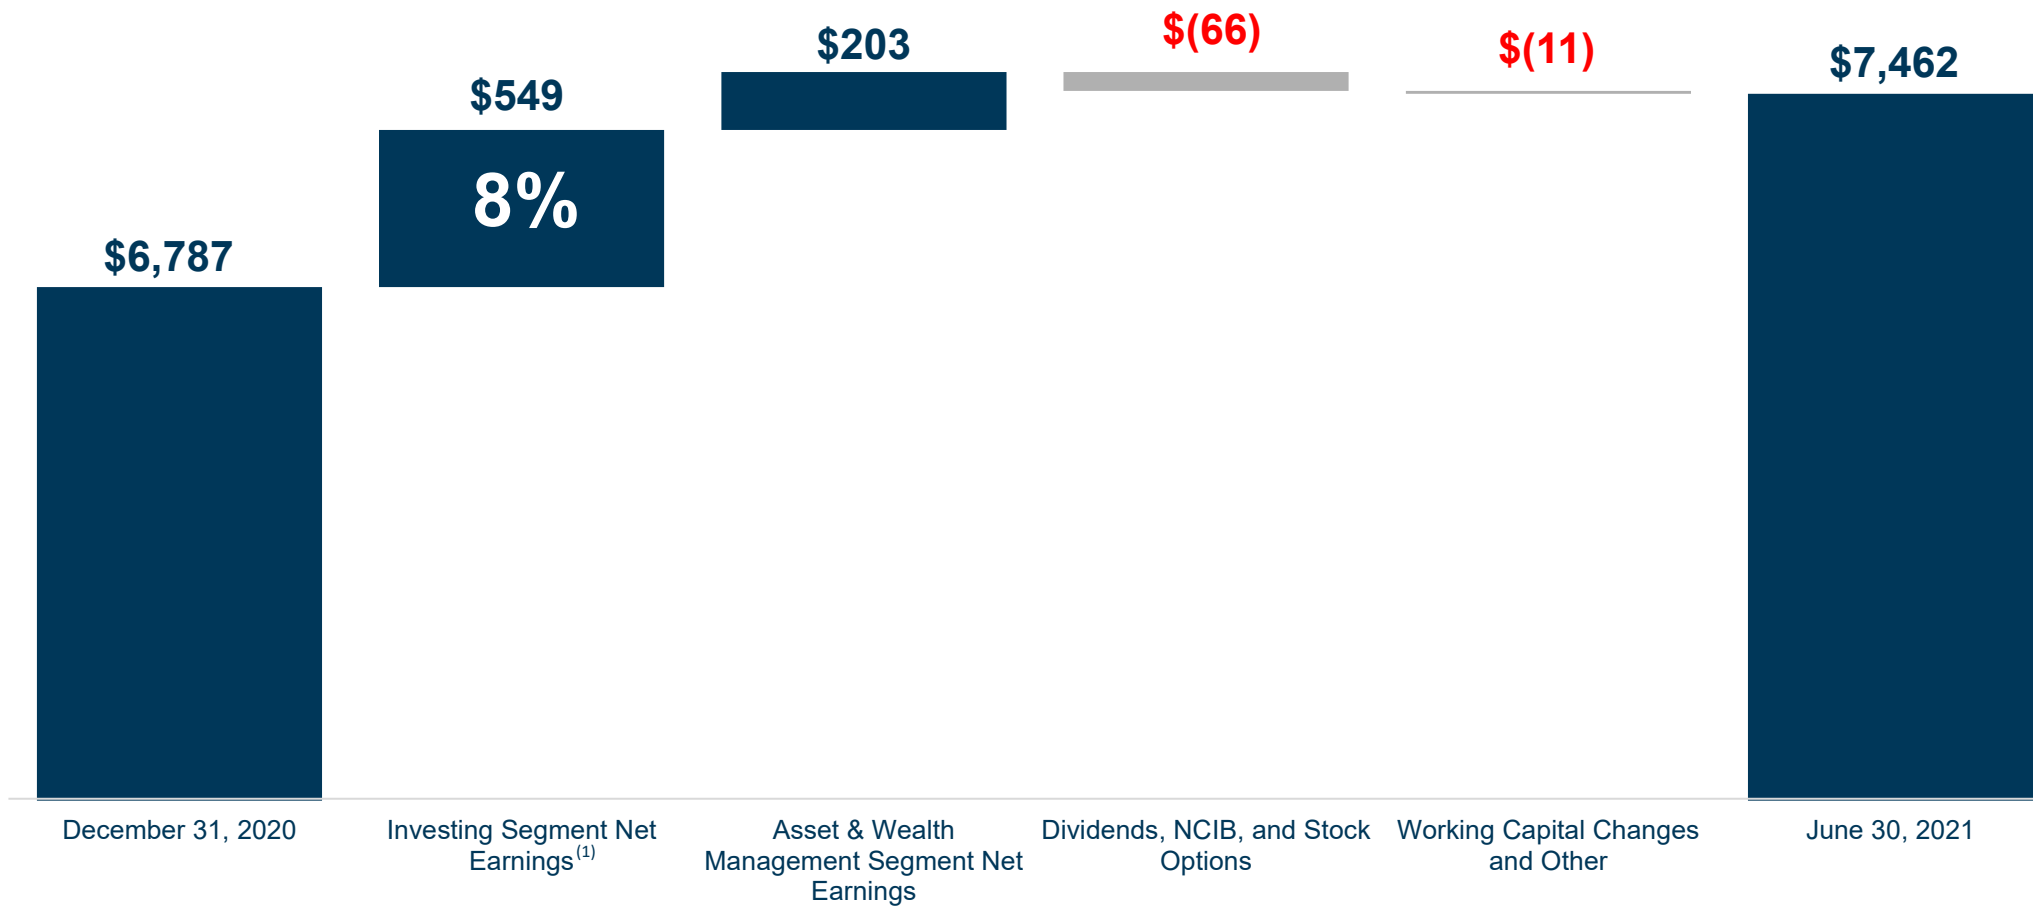 $6,787
$549
8%
$203
$(66)
$(11)
$7,462
December 31, 2020
Investing Segment Net
Earnings(1)
Asset & Wealth
Management Segment Net
Earnings
Dividends, NCIB, and Stock
Options
Working Capital Changes
and Other
June 30, 2021